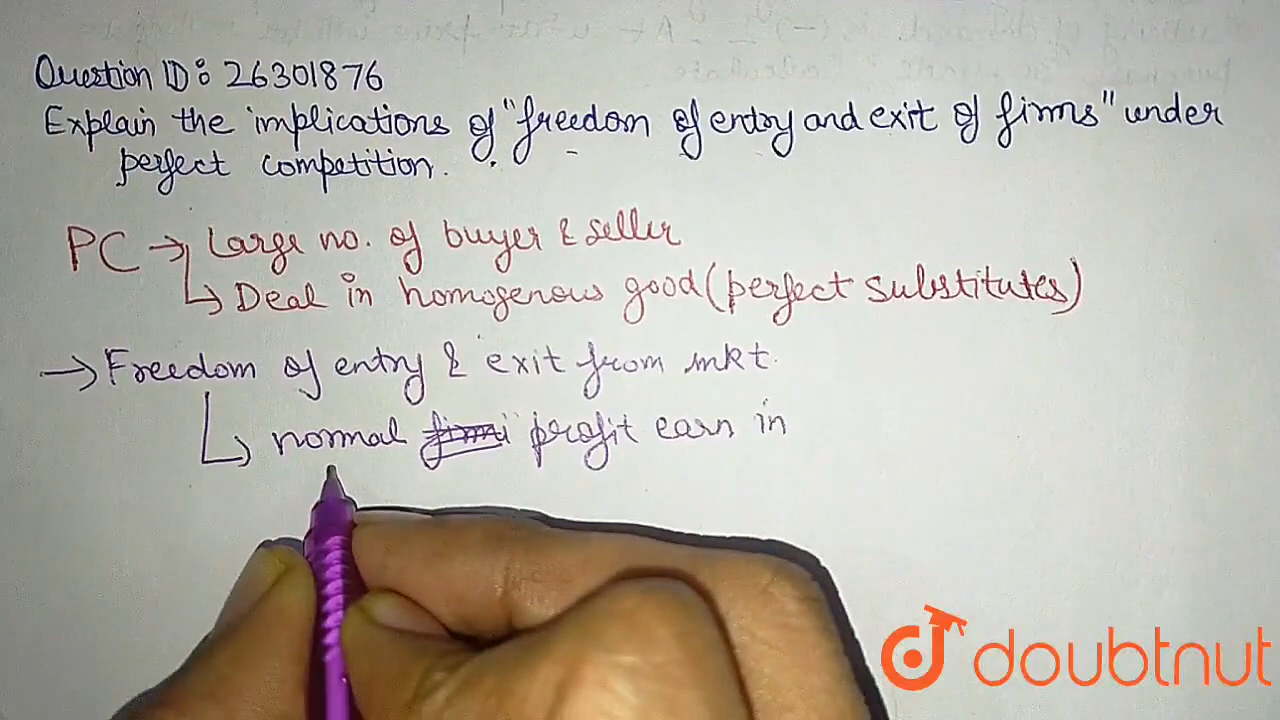 Question ID: 26301876
Explain the implications of "freedom of entry and exit of firms" under
perfect competition.
PC → Large no. of buyer & seller
↳ Deal in homogenous good (perfect substitutes)
→ Freedom of entry & exit from mkt.
↳ normal profit earn in
doubtnut